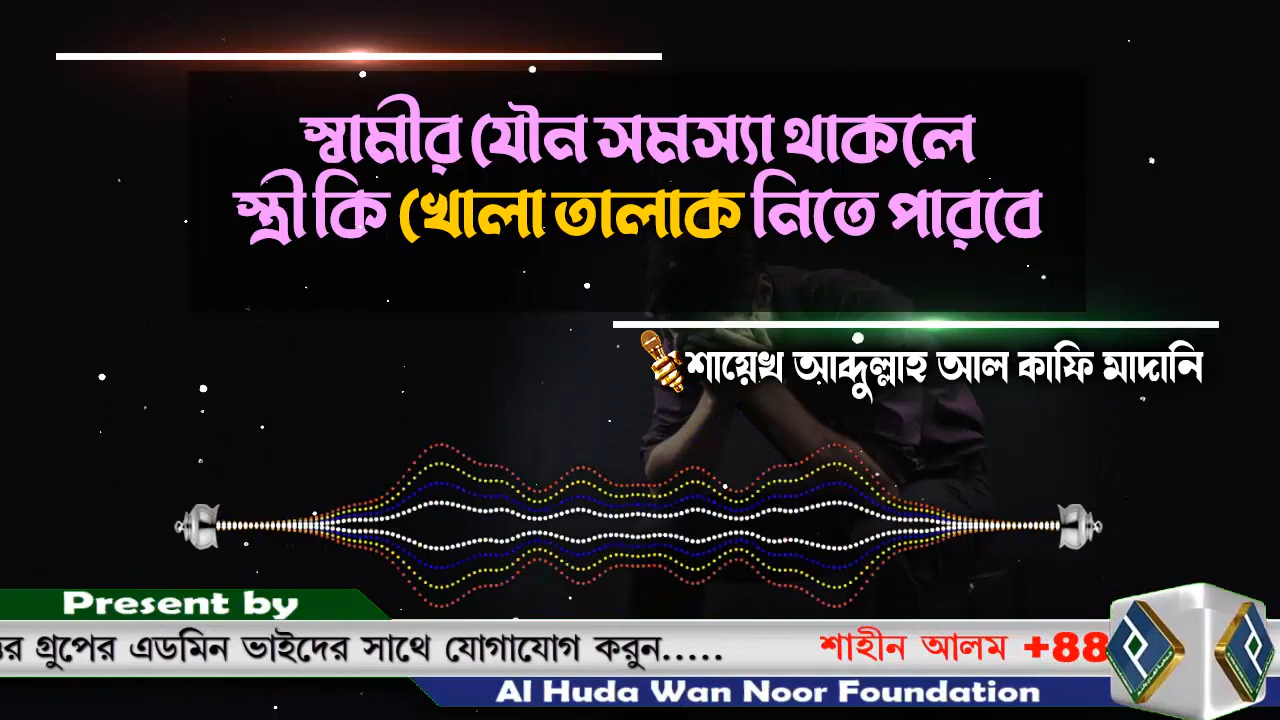 স্বামীর যৌন সমস্যা থাকলে
স্ত্রী কি খোলা তালাক নিতে পারবে
শায়েখ আব্দুল্লাহ আল কাফি মাদানি
Present by
গ্রুপের এডমিন ভাইদের সাথে যোগাযোগ করুন..... শাহীন আলম +88
Al Huda Wan Noor Foundation